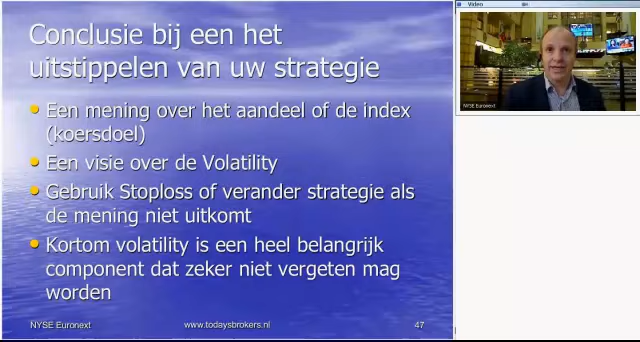 Conclusie bij een het
uitstippelen van uw strategie
Een mening over het aandeel of de index
(koersdoel)
Een visie over de Volatility
Gebruik Stoploss of verander strategie als
de mening niet uitkomt
Kortom volatility is een heel belangrijk
component dat zeker niet vergeten mag
worden
NYSE Euronext
www.todaysbrokers.nl
47
Video
NYSE Euronext